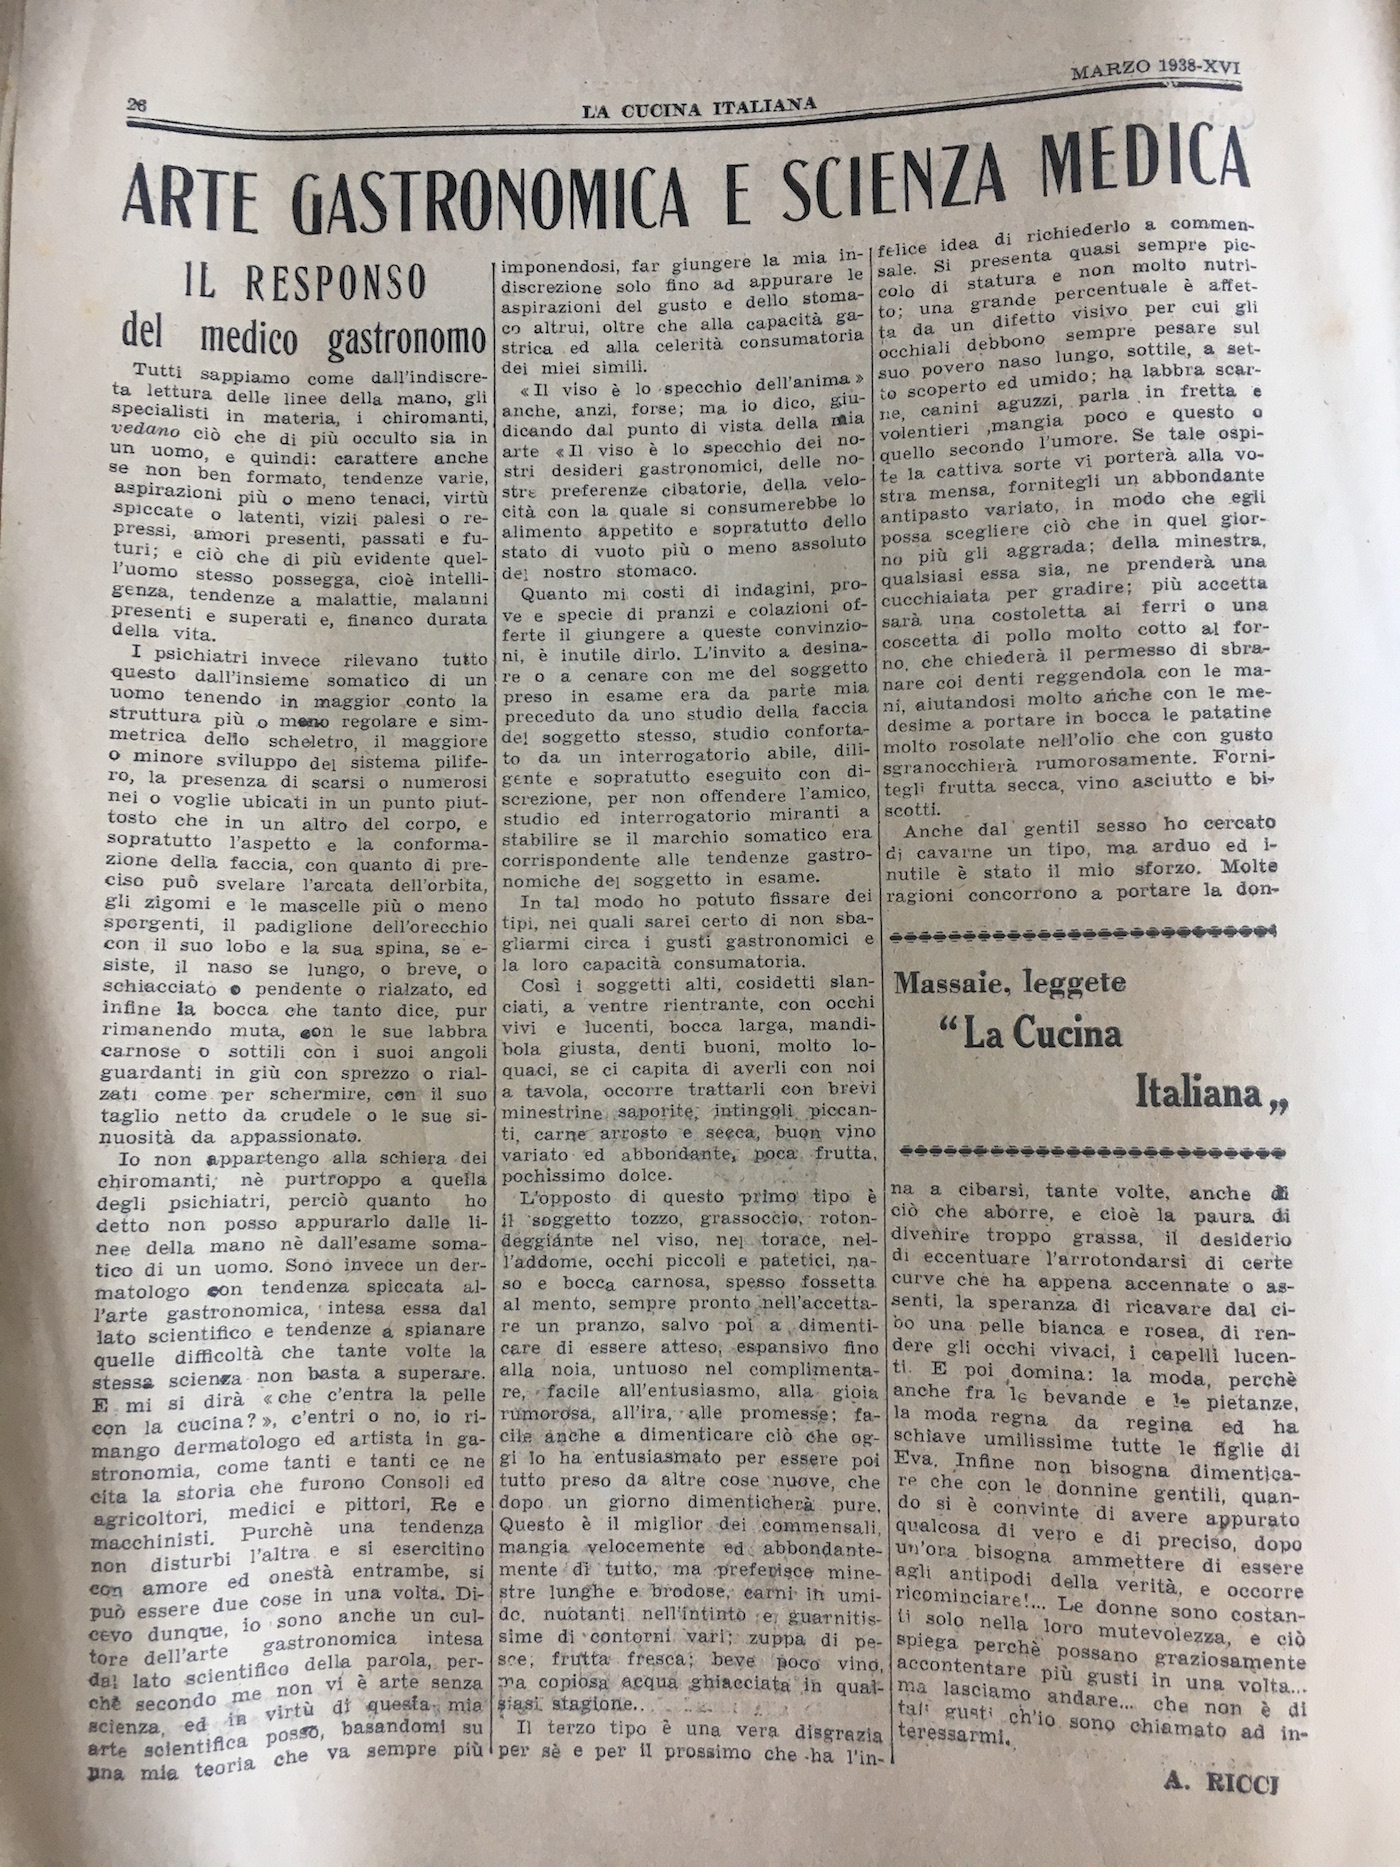 26
LA CUCINA ITALIANA
MARZO 1938-XVI
ARTE GASTRONOMICA E SCIENZA MEDICA
IL RESPONSO
del medico gastronomo
Tutti sappiamo come dall'indiscre-
ta lettura delle linee della mano, gli
specialisti in materia, i chiromanti,
vedano ciò che di più occulto sia in
un uomo, e quindi: carattere anche
se non ben formato, tendenze varie,
aspirazioni più o meno tenaci, virtù
spiccate o latenti, vizii palesi o re-
pressi, amori presenti, passati e fu-
turi; e ciò che di più evidente quel-
l'uomo stesso possegga, cioè intelli-
genza, tendenze a malattie, malanni
presenti e superati e, financo durata
della vita.
I psichiatri invece rilevano tutto
questo dall'insieme somatico di un
uomo tenendo in maggior conto la
struttura più o meno regolare e sim-
metrica dello scheletro, il maggiore
o minore sviluppo del sistema pilife-
ro, la presenza di scarsi o numerosi
nei o voglie ubicati in un punto piut-
tosto che in un altro del corpo, e
sopratutto l'aspetto e la conforma-
zione della faccia, con quanto di pre-
ciso può svelare l'arcata dell'orbita,
gli zigomi e le mascelle più o meno
sporgenti, il padiglione dell'orecchio
con il suo lobo e la sua spina, se e-
siste, il naso se lungo, o breve, o
schiacciato o pendente o rialzato, ed
infine la bocca che tanto dice, pur
rimanendo muta, con le sue labbra
carnose o sottili con i suoi angoli
guardanti in giù con sprezzo o rial-
zati come per schermire, con il suo
taglio netto da crudele o le sue si-
nuosità da appassionato.
Io non appartengo alla schiera dei
chiromanti, nè purtroppo a quella
degli psichiatri, perciò quanto ho
detto non posso appurarlo dalle li-
nee della mano nè dall'esame soma-
tico di un uomo. Sono invece un der-
matologo con tendenza spiccata al-
l'arte gastronomica, intesa essa dal
lato scientifico e tendenze a spianare
quelle difficoltà che tante volte la
stessa scienza non basta a superare.
E mi si dirà « che c'entra la pelle
con la cucina? », c'entri o no, io ri-
mango dermatologo ed artista in ga-
stronomia, come tanti e tanti ce ne
cita la storia che furono Consoli ed
agricoltori, medici e pittori, Re e
macchinisti. Purchè una tendenza
non disturbi l'altra e si esercitino
con amore ed onestà entrambe, si
può essere due cose in una volta. Di-
cevo dunque, io sono anche un cul-
tore dell'arte gastronomica intesa
dal lato scientifico della parola, per-
chè secondo me non vi è arte senza
scienza, ed in virtù di questa mia
arte scientifica posso, basandomi su
una mia teoria che va sempre più
imponendosi, far giungere la mia in-
discrezione solo fino ad appurare le
aspirazioni del gusto e dello stoma-
co altrui, oltre che alla capacità ga-
strica ed alla celerità consumatoria
dei miei simili.
« Il viso è lo specchio dell'anima »
anche, anzi, forse; ma io dico, giu-
dicando dal punto di vista della mia
arte « Il viso è lo specchio dei no-
stri desideri gastronomici, delle no-
stre preferenze cibatorie, della velo-
cità con la quale si consumerebbe lo
alimento appetito e sopratutto dello
stato di vuoto più o meno assoluto
del nostro stomaco.
Quanto mi costi di indagini, pro-
ve e specie di pranzi e colazioni of-
ferte il giungere a queste convinzio-
ni, è inutile dirlo. L'invito a desina-
re o a cenare con me del soggetto
preso in esame era da parte mia
preceduto da uno studio della faccia
del soggetto stesso, studio conforta-
to da un interrogatorio abile, dili-
gente e sopratutto eseguito con di-
screzione, per non offendere l'amico,
studio ed interrogatorio miranti a
stabilire se il marchio somatico era
corrispondente alle tendenze gastro-
nomiche del soggetto in esame.
In tal modo ho potuto fissare dei
tipi, nei quali sarei certo di non sba-
gliarmi circa i gusti gastronomici e
la loro capacità consumatoria.
Così i soggetti alti, cosidetti slan-
ciati, a ventre rientrante, con occhi
vivi e lucenti, bocca larga, mandi-
bola giusta, denti buoni, molto lo-
quaci, se ci capita di averli con noi
a tavola, occorre trattarli con brevi
minestrine saporite, intingoli piccan-
ti, carne arrosto e secca, buon vino
variato ed abbondante, poca frutta,
pochissimo dolce.
L'opposto di questo primo tipo è
il soggetto tozzo, grassoccio, roton-
deggiante nel viso, nel torace, nel-
l'addome, occhi piccoli e patetici, na-
so e bocca carnosa, spesso fossetta
al mento, sempre pronto nell'accetta-
re un pranzo, salvo poi a dimenti-
care di essere atteso, espansivo fino
alla noia, untuoso nel complimenta-
re, facile all'entusiasmo, alla gioia
rumorosa, all'ira, alle promesse; fa-
cile anche a dimenticare ciò che og-
gi lo ha entusiasmato per essere poi
tutto preso da altre cose nuove, che
dopo un giorno dimenticherà pure.
Questo è il miglior dei commensali,
mangia velocemente ed abbondante-
mente di tutto, ma preferisce mine-
stre lunghe e brodose, carni in umi-
do, nuotanti nell'intinto e guarnitis-
sime di contorni vari; zuppa di pe-
sce, frutta fresca; beve poco vino,
ma copiosa acqua ghiacciata in qual-
siasi stagione.
Il terzo tipo è una vera disgrazia
per sè e per il prossimo che ha l'in-
felice idea di richiederlo a commen-
sale. Si presenta quasi sempre pic-
colo di statura e non molto nutri-
to; una grande percentuale è affet-
ta da un difetto visivo per cui gli
occhiali debbono sempre pesare sul
suo povero naso lungo, sottile, a set-
to scoperto ed umido; ha labbra scar-
ne, canini aguzzi, parla in fretta e
volentieri ,mangia poco e questo o
quello secondo l'umore. Se tale ospi-
te la cattiva sorte vi porterà alla vo-
stra mensa, fornitegli un abbondante
antipasto variato, in modo che egli
possa scegliere ciò che in quel gior-
no più gli aggrada; della minestra,
qualsiasi essa sia, ne prenderà una
cucchiaiata per gradire; più accetta
sarà una costoletta ai ferri o una
coscetta di pollo molto cotto al for-
no, che chiederà il permesso di sbra-
nare coi denti reggendola con le ma-
ni, aiutandosi molto anche con le me-
desime a portare in bocca le patatine
molto rosolate nell'olio che con gusto
sgranocchierà rumorosamente. Forni-
tegli frutta secca, vino asciutto e bi-
scotti.
Anche dal gentil sesso ho cercato
di cavarne un tipo, ma arduo ed i-
nutile è stato il mio sforzo. Molte
ragioni concorrono a portare la don-
Massaie, leggete
“La Cucina
Italiana„
na a cibarsi, tante volte, anche di
ciò che aborre, e cioè la paura di
divenire troppo grassa, il desiderio
di eccentuare l'arrotondarsi di certe
curve che ha appena accennate o as-
senti, la speranza di ricavare dal ci-
bo una pelle bianca e rosea, di ren-
dere gli occhi vivaci, i capelli lucen-
ti. E poi domina: la moda, perchè
anche fra le bevande e le pietanze,
la moda regna da regina ed ha
schiave umilissime tutte le figlie di
Eva. Infine non bisogna dimentica-
re che con le donnine gentili, quan-
do si è convinte di avere appurato
qualcosa di vero e di preciso, dopo
un'ora bisogna ammettere di essere
agli antipodi della verità, e occorre
ricominciare!... Le donne sono costan-
ti solo nella loro mutevolezza, e ciò
spiega perchè possano graziosamente
accontentare più gusti in una volta...
ma lasciamo andare... che non è di
tali gusti ch'io sono chiamato ad in-
teressarmi.
A. RICCI